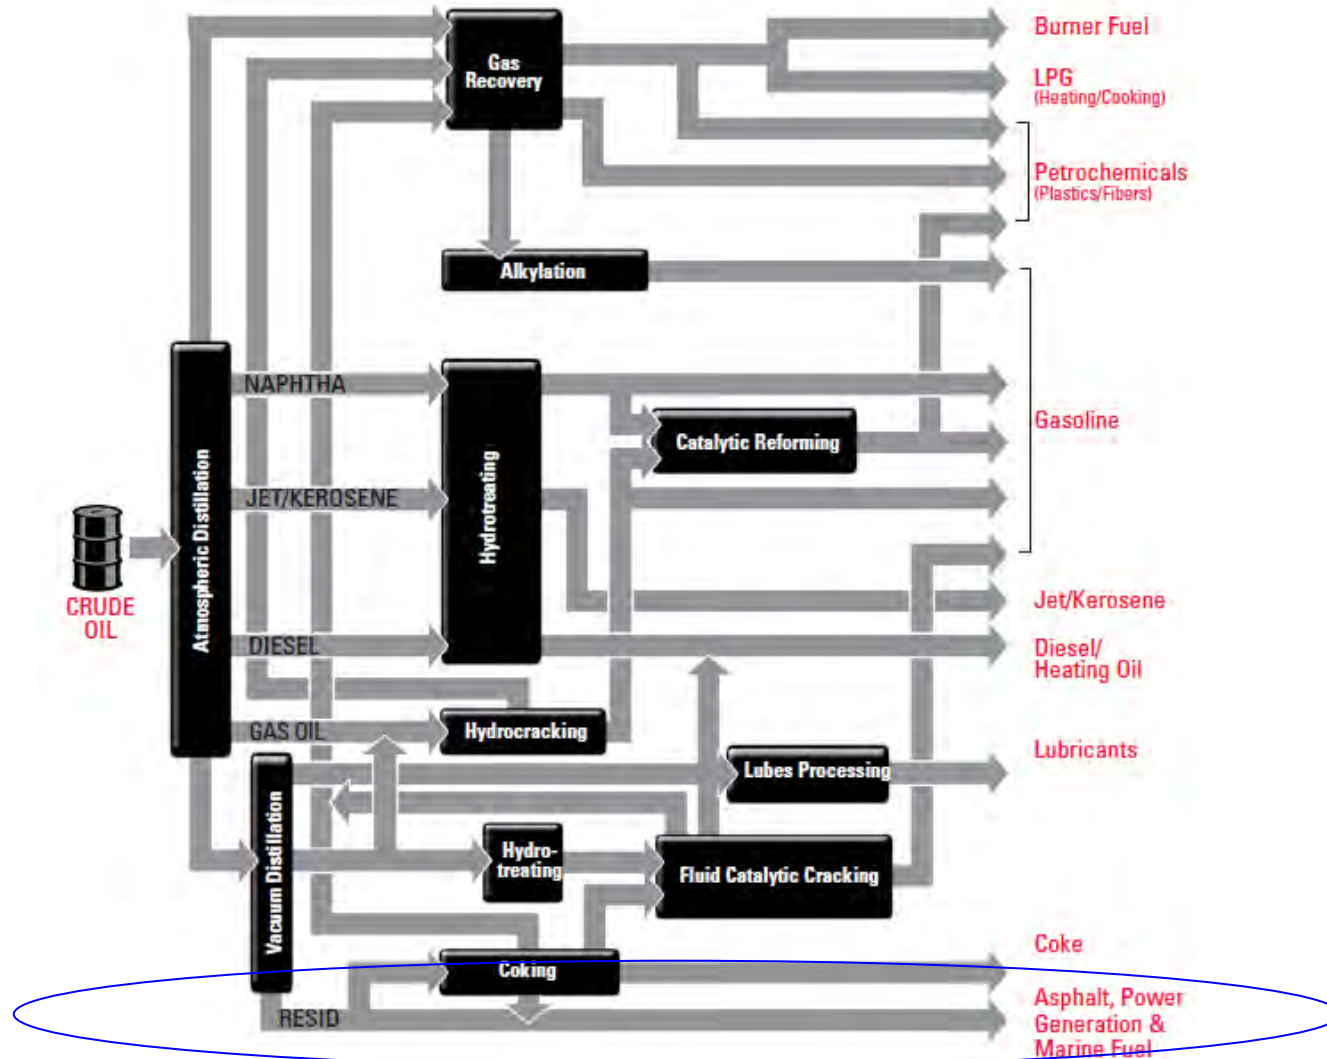 Burner Fuel
Gas
Recovery
LPG
(Heating/Cooking)
Petrochemicals
(Plastics/Fibers)
Alkylation
NAPHTHA
Catalytic Reforming
Gasoline
Atmospheric Distillation
JET/KEROSENE
Hydrotreating
CRUDE
OIL
Jet/Kerosene
DIESEL
Diesel/
Heating Oil
GAS OIL
Hydrocracking
Lubricants
Lubes Processing
Vacuum Distillation
Hydro-
treating
Fluid Catalytic Cracking
Coke
Coking
RESID
Asphalt, Power
Generation &
Marine Fuel